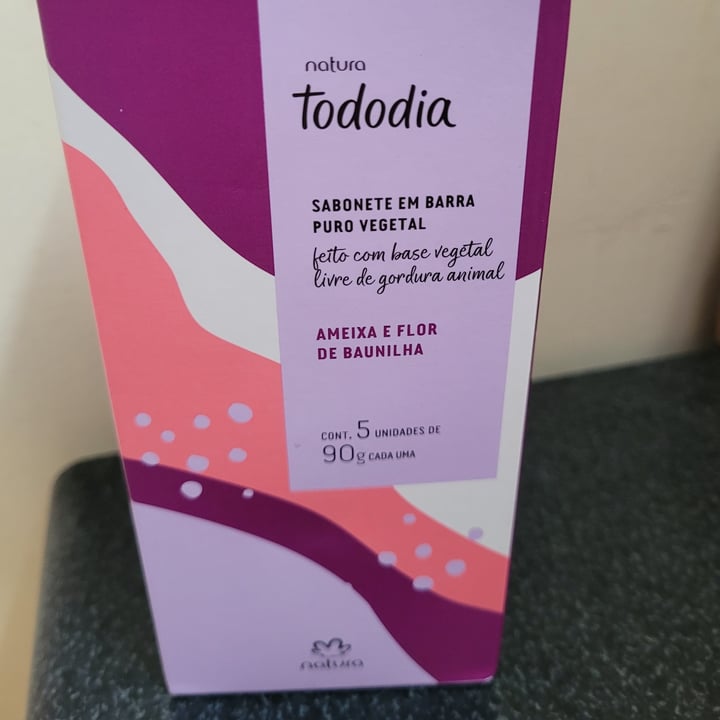 natura
Tododia
SABONETE EM BARRA
PURO VEGETAL
feito com base vegetal
livre de gordura animal
AMEIXA E FLOR
DE BAUNILHA
CONT. 5 UNIDADES DE
90g CADA UMA
natura